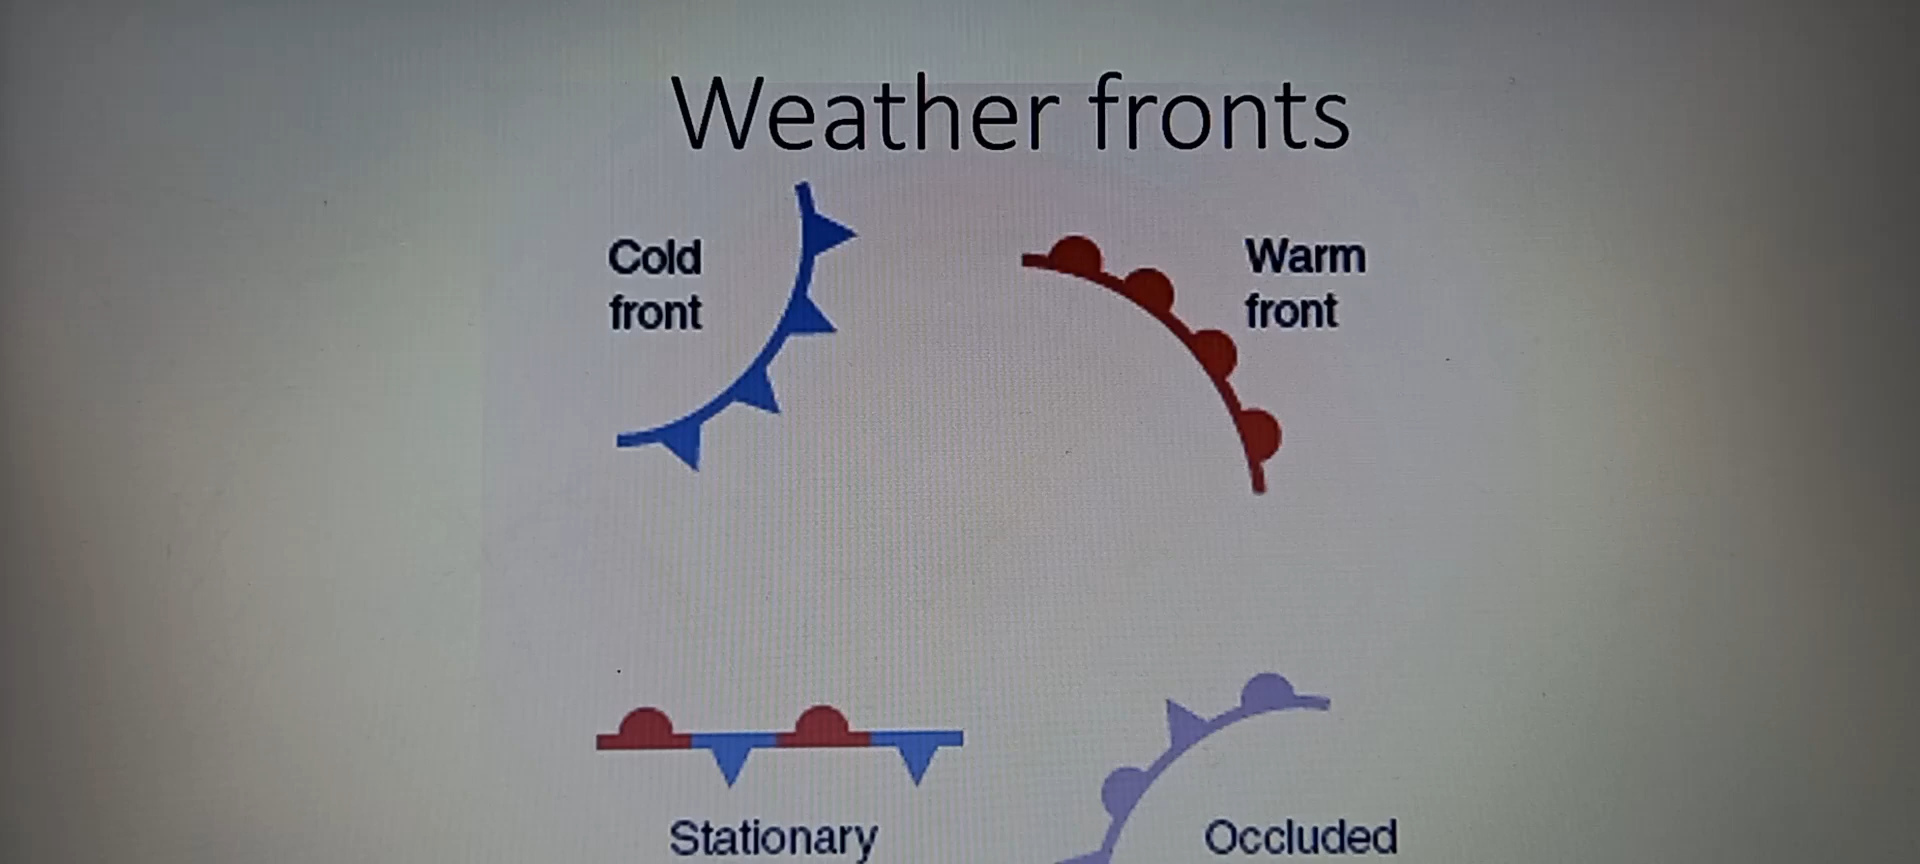 Weather fronts
Cold
front
Warm
front
Stationary
Occluded